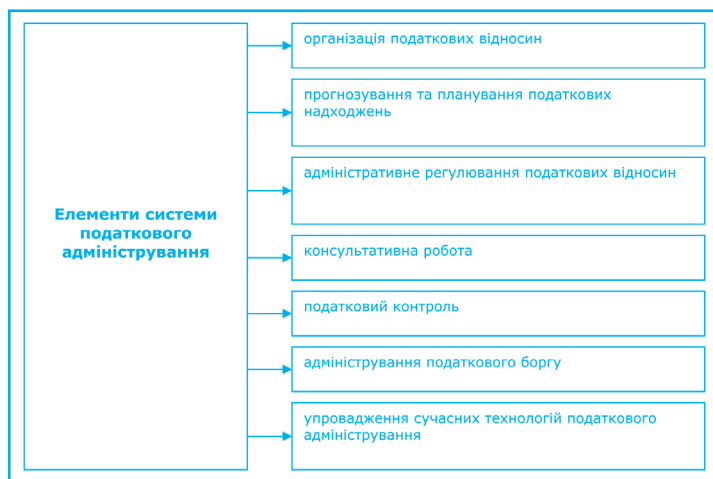 Елементи системи
податкового
адміністрування
організація податкових відносин
прогнозування та планування податкових
надходжень
адміністративне регулювання податкових відносин
консультативна робота
податковий контроль
адміністрування податкового боргу
упровадження сучасних технологій податкового
адміністрування